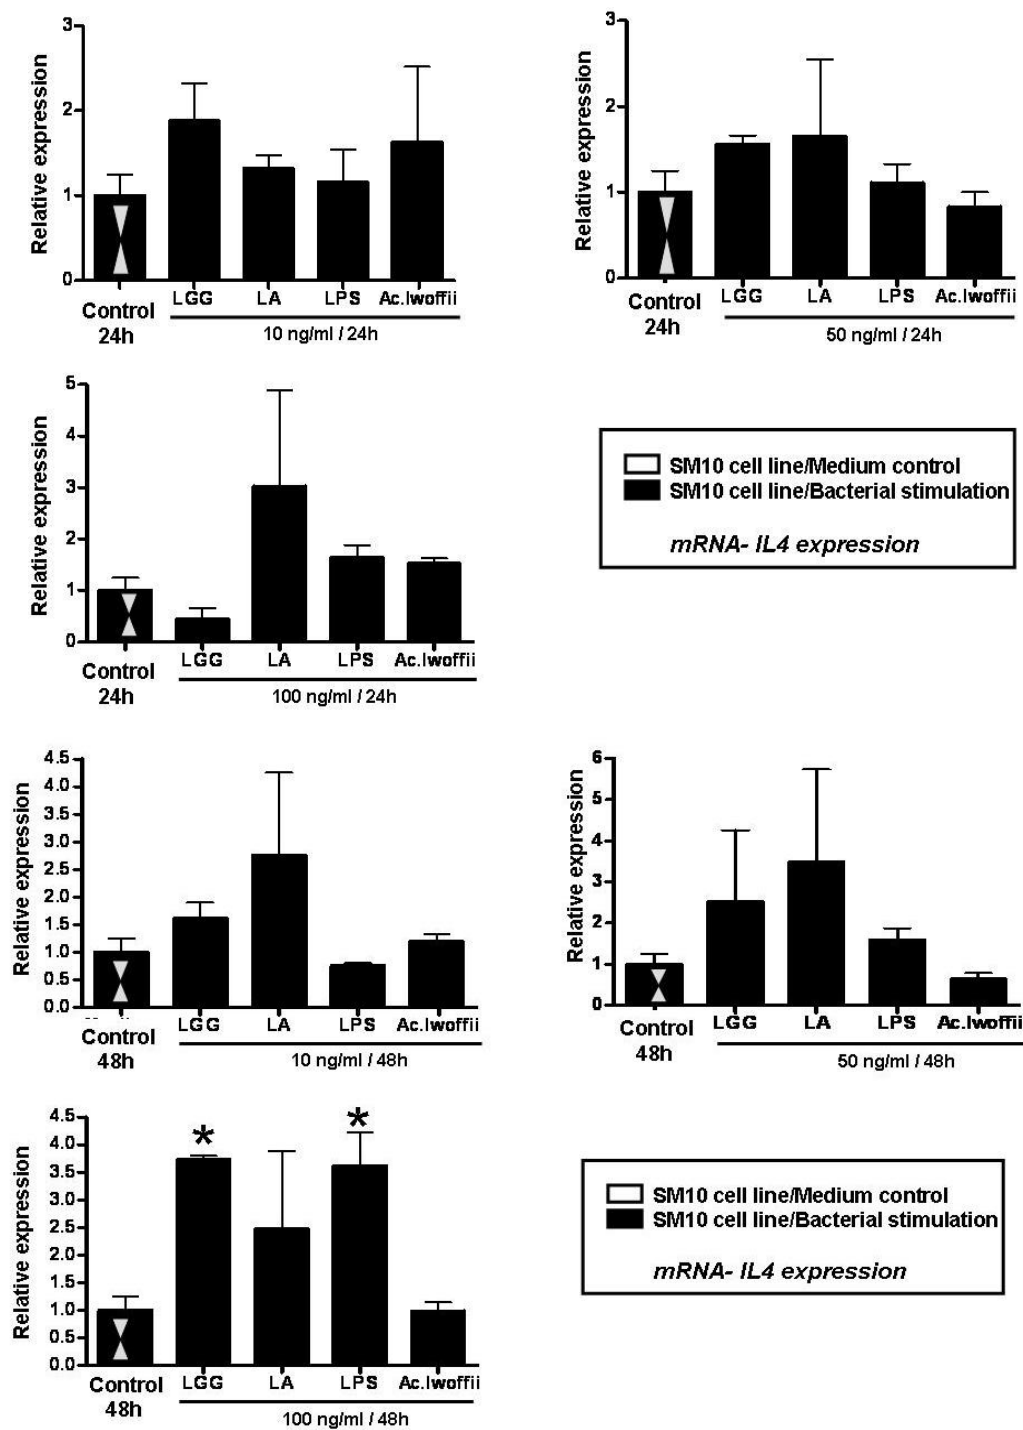 3
2
1
0
Relative expression
LGG
LA
LPS
Ac.lwoffii
Control
24h
10 ng/ml / 24h
3
2
1
0
Relative expression
LGG
LA
LPS
Ac.lwoffii
Control
24h
50 ng/ml / 24h
5
4
3
2
1
0
Relative expression
LGG
LA
LPS
Ac.lwoffii
Control
24h
100 ng/ml / 24h
SM10 cell line/Medium control
SM10 cell line/Bacterial stimulation
mRNA- IL4 expression
4.5
4.0
3.5
3.0
2.5
2.0
1.5
1.0
0.5
0.0
Relative expression
LGG
LA
LPS
Ac.lwoffii
Control
48h
10 ng/ml / 48h
6
5
4
3
2
1
0
Relative expression
LGG
LA
LPS
Ac.lwoffii
Control
48h
50 ng/ml / 48h
4.5
4.0
3.5
3.0
2.5
2.0
1.5
1.0
0.5
0.0
Relative expression
*
*
LGG
LA
LPS
Ac.lwoffii
Control
48h
100 ng/ml / 48h
SM10 cell line/Medium control
SM10 cell line/Bacterial stimulation
mRNA- IL4 expression